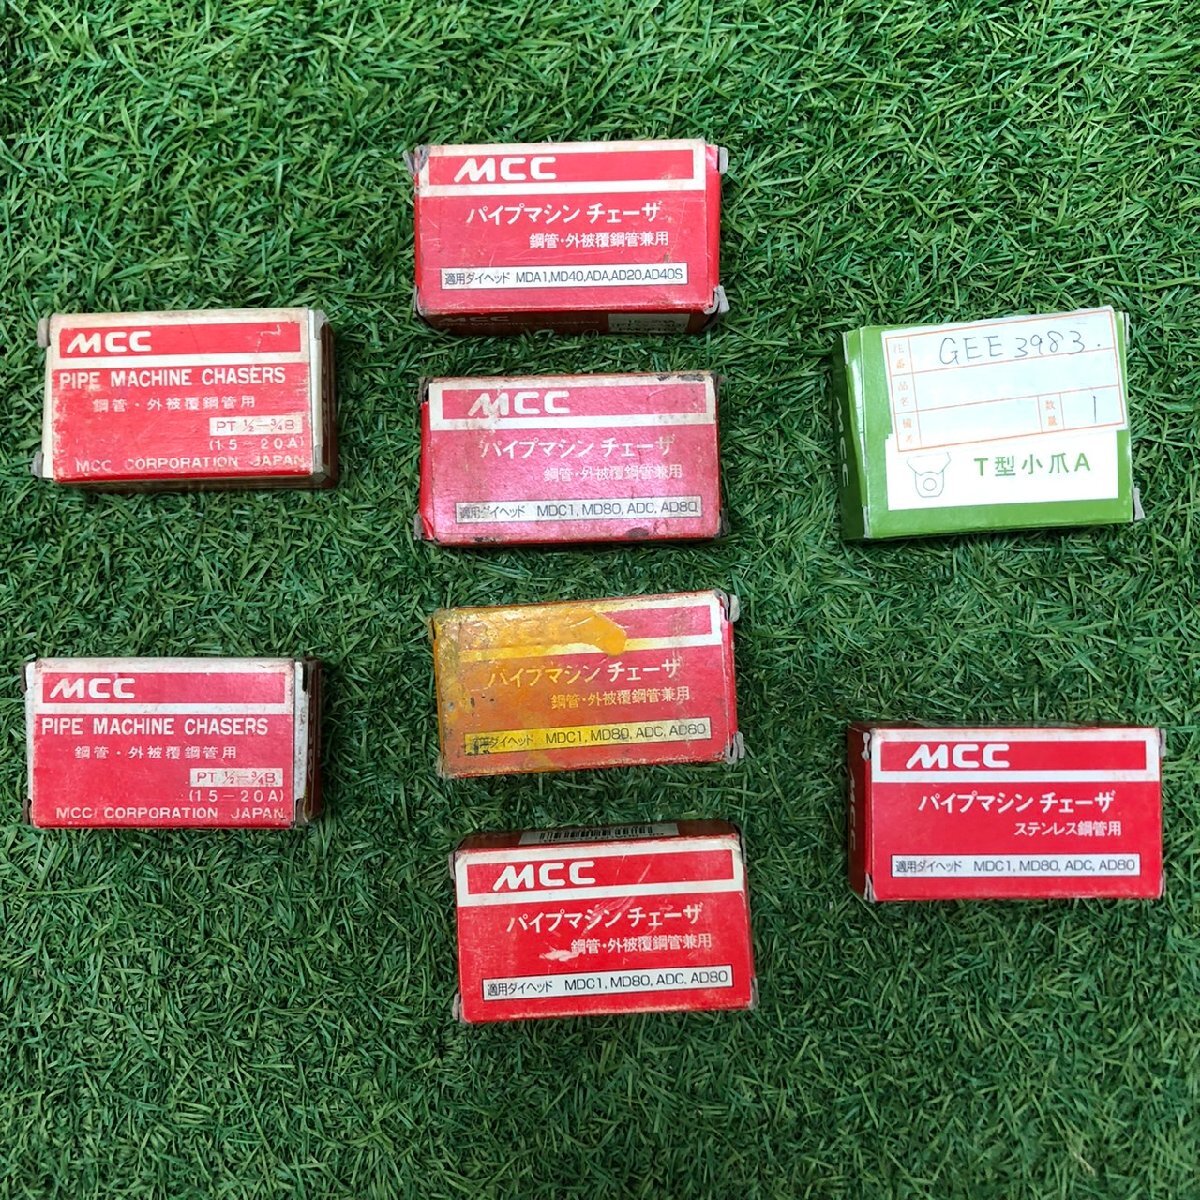 MCC
パイプマシン チェーザ
鋼管・外被覆鋼管兼用
適用ダイヘッド MDA1,MD40,ADA,AD20,AD40S
MCC
PIPE MACHINE CHASERS
鋼管・外被覆鋼管用
PT ½-¾B
(15-20A)
MCC CORPORATION JAPAN
MCC
パイプマシン チェーザ
鋼管・外被覆鋼管兼用
適用ダイヘッド MDC1, MD80, ADC, AD80
GEE 3983.
品名
備考
数量
1
T型小爪A
パイプマシン チェーザ
鋼管・外被覆鋼管兼用
ダイヘッド MDC1, MD80, ADC, AD80
MCC
PIPE MACHINE CHASERS
鋼管・外被覆鋼管用
PT ½-¾B
(15-20A)
MCC CORPORATION JAPAN
MCC
パイプマシン チェーザ
ステンレス鋼管用
適用ダイヘッド MDC1, MD80, ADC, AD80
MCC
パイプマシン チェーザ
鋼管・外被覆鋼管兼用
適用ダイヘッド MDC1, MD80, ADC, AD80